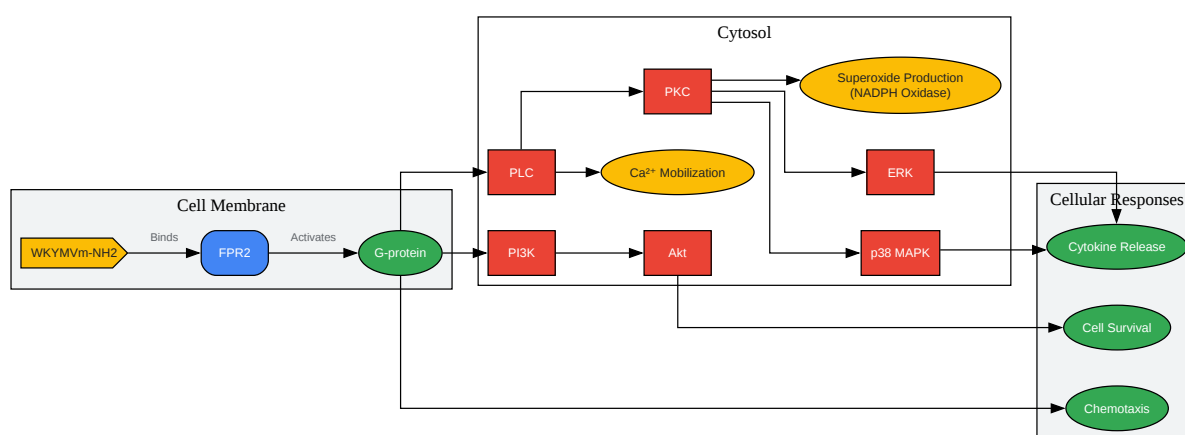 Cytosol
Superoxide Production
(NADPH Oxidase)
PKC
PLC
Ca²⁺ Mobilization
ERK
Cell Membrane
Cellular Responses
WKYMVm-NH2
Binds
FPR2
Activates
G-protein
PI3K
Akt
p38 MAPK
Cytokine Release
Cell Survival
Chemotaxis